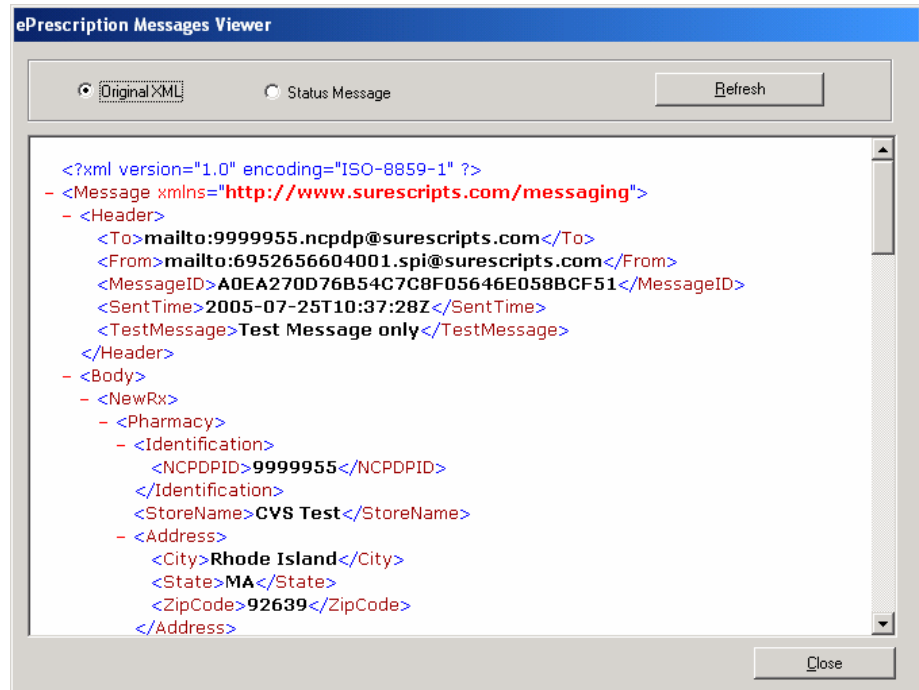 ePrescription Messages Viewer
Original XML Status Message Refresh
<?xml version="1.0" encoding="ISO-8859-1" ?>
– <Message xmlns="http://www.surescripts.com/messaging">
– <Header>
<To>mailto:9999955.ncpdp@surescripts.com</To>
<From>mailto:6952656604001.spi@surescripts.com</From>
<MessageID>A0EA270D76B54C7C8F05646E058BCF51</MessageID>
<SentTime>2005-07-25T10:37:28Z</SentTime>
<TestMessage>Test Message only</TestMessage>
</Header>
– <Body>
– <NewRx>
– <Pharmacy>
– <Identification>
<NCPDPID>9999955</NCPDPID>
</Identification>
<StoreName>CVS Test</StoreName>
– <Address>
<City>Rhode Island</City>
<State>MA</State>
<ZipCode>92639</ZipCode>
</Address>
Close